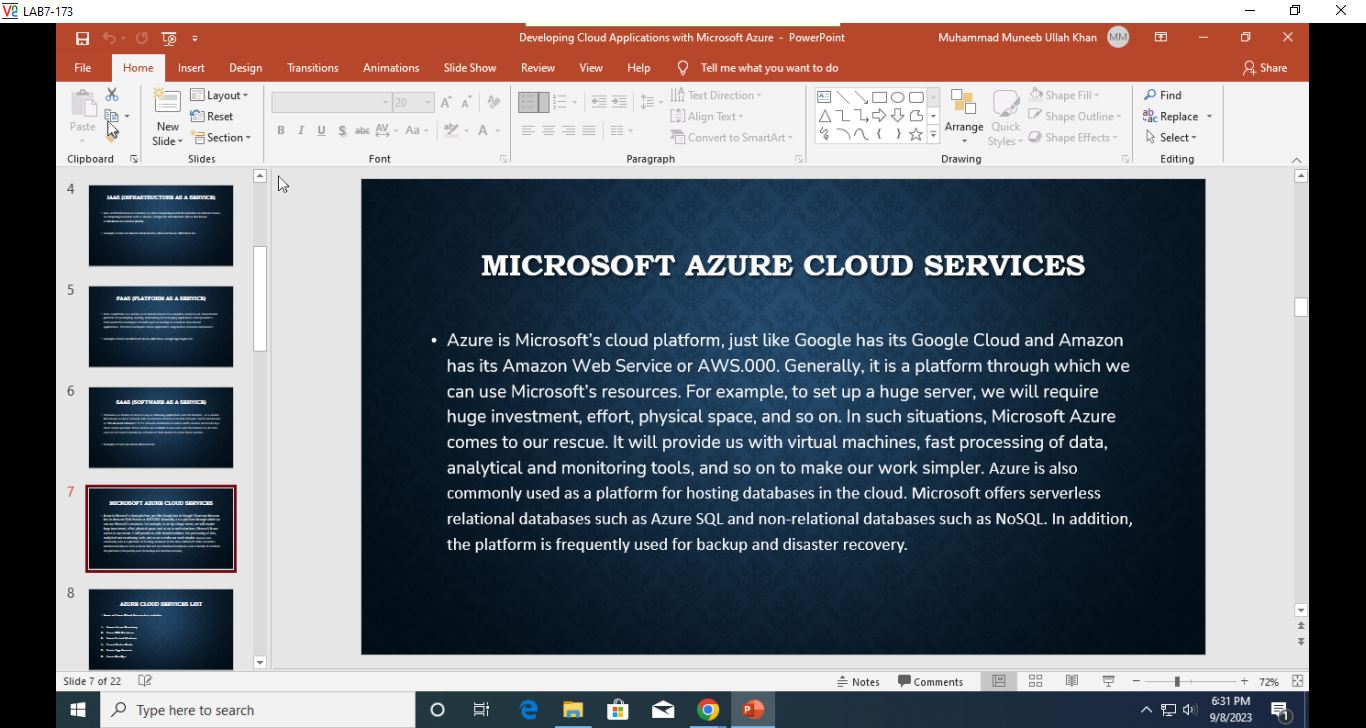 LAB7-173
Developing Cloud Applications with Microsoft Azure - PowerPoint
Muhammad Muneeb Ullah Khan
MM
File Home Insert Design Transitions Animations Slide Show Review View Help Tell me what you want to do Share
Paste
Clipboard
New
Slide
Layout
Reset
Section
Slides
20
B I U S abc AV Aa A
Font
Text Direction
Align Text
Convert to SmartArt
Paragraph
Arrange
Quick
Styles
Shape Fill
Shape Outline
Shape Effects
Drawing
Find
Replace
Select
Editing
4
IAAS (INFRASTRUCTURE AS A SERVICE)
5
PAAS (PLATFORM AS A SERVICE)
6
SAAS (SOFTWARE AS A SERVICE)
7
MICROSOFT AZURE CLOUD SERVICES
8
AZURE CLOUD SERVICES LIST
MICROSOFT AZURE CLOUD SERVICES
• Azure is Microsoft's cloud platform, just like Google has its Google Cloud and Amazon
has its Amazon Web Service or AWS.000. Generally, it is a platform through which we
can use Microsoft's resources. For example, to set up a huge server, we will require
huge investment, effort, physical space, and so on. In such situations, Microsoft Azure
comes to our rescue. It will provide us with virtual machines, fast processing of data,
analytical and monitoring tools, and so on to make our work simpler. Azure is also
commonly used as a platform for hosting databases in the cloud. Microsoft offers serverless
relational databases such as Azure SQL and non-relational databases such as NoSQL. In addition,
the platform is frequently used for backup and disaster recovery.
Slide 7 of 22
Notes
Comments
72%
Type here to search
6:31 PM
9/8/2023
1